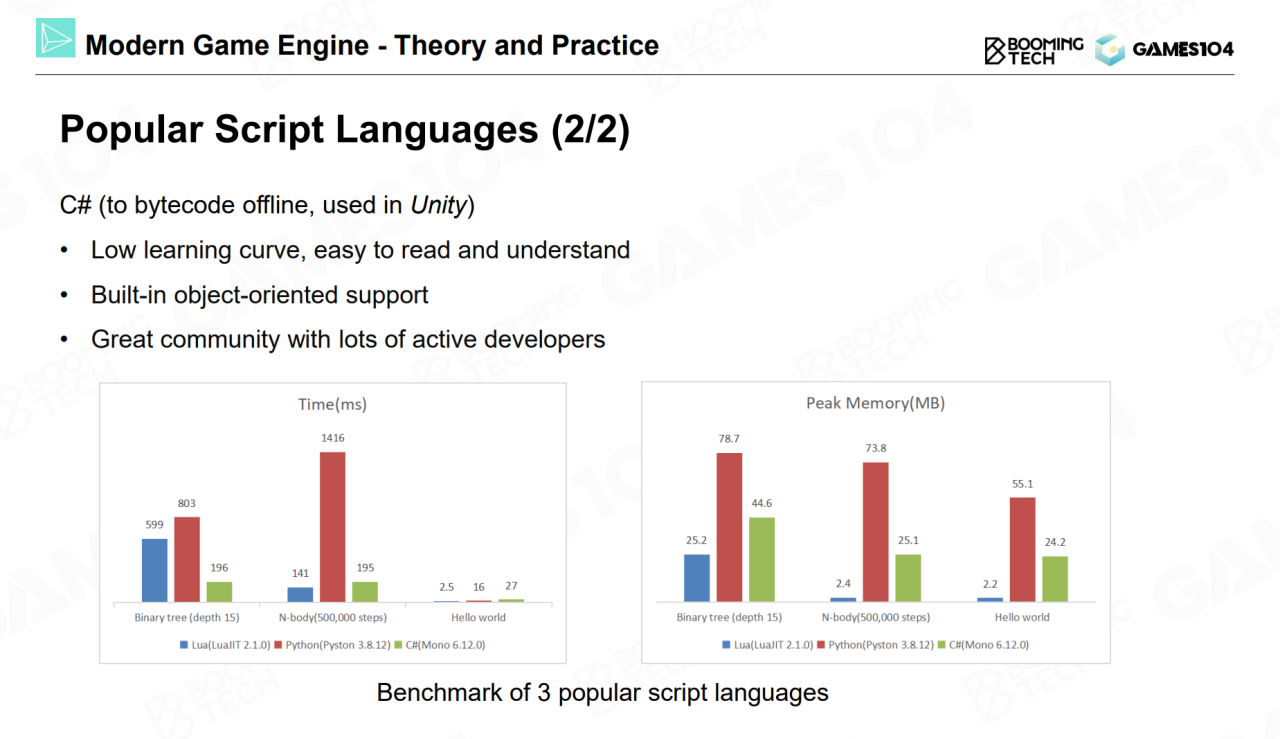 Modern Game Engine - Theory and Practice
BOOMING
TECH
GAMES104
Popular Script Languages (2/2)
C# (to bytecode offline, used in Unity)
• Low learning curve, easy to read and understand
• Built-in object-oriented support
• Great community with lots of active developers
Time(ms)
1416
803
599
196
141
195
2.5
16
27
Binary tree (depth 15)
N-body(500,000 steps)
Hello world
Lua(LuaJIT 2.1.0) Python(Pyston 3.8.12) C#(Mono 6.12.0)
Peak Memory(MB)
78.7
73.8
55.1
44.6
25.2
2.4
25.1
2.2
24.2
Binary tree (depth 15)
N-body(500,000 steps)
Hello world
Lua(LuaJIT 2.1.0) Python(Pyston 3.8.12) C#(Mono 6.12.0)
Benchmark of 3 popular script languages